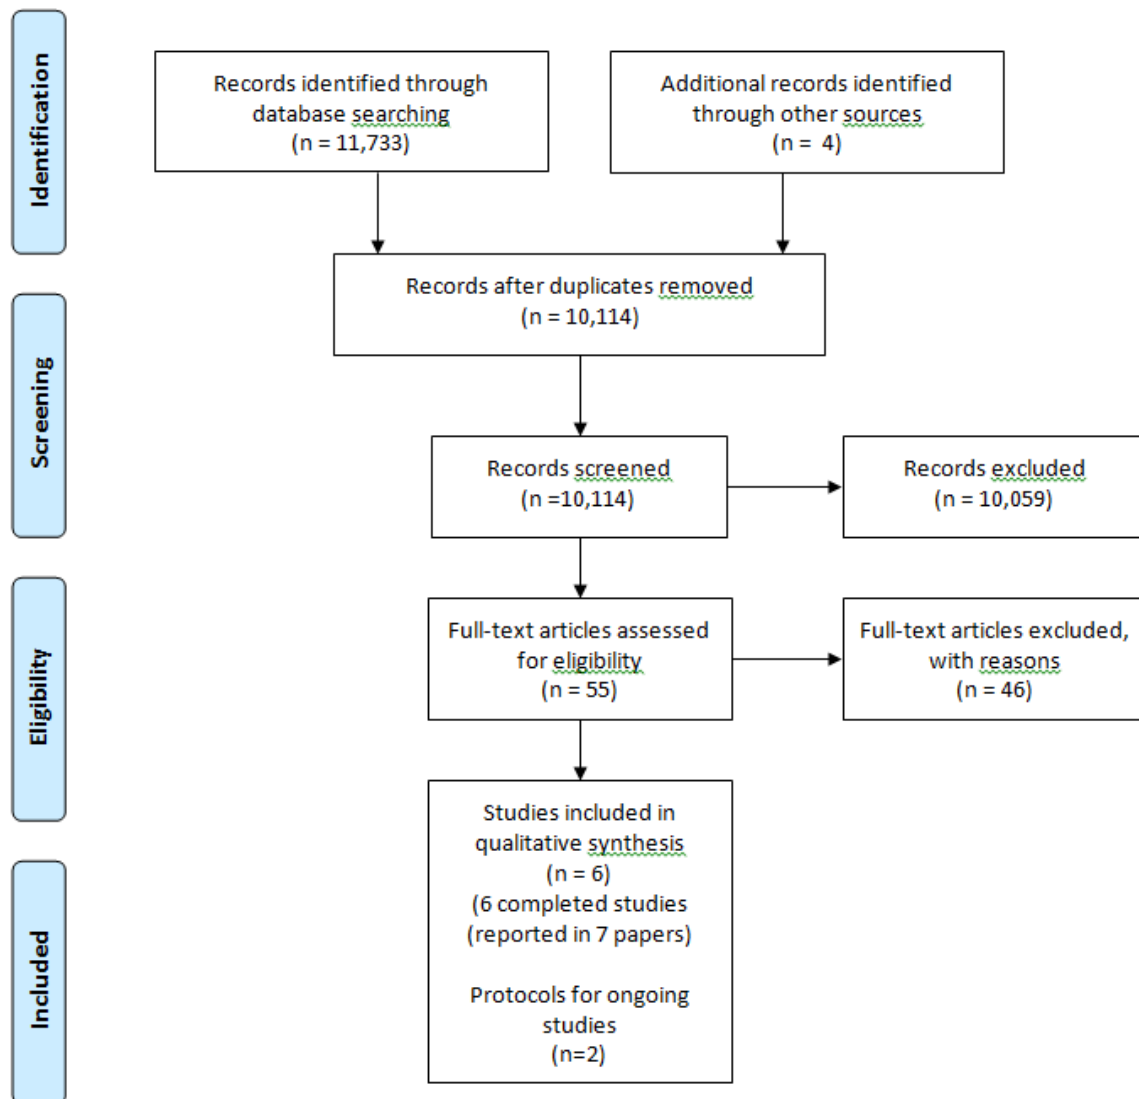 Identification
Records identified through
database searching
(n = 11,733)
Additional records identified
through other sources
(n =  4)
Records after duplicates removed
(n = 10,114)
Screening
Records screened
(n =10,114)
Records excluded
(n = 10,059)
Eligibility
Full-text articles assessed
for eligibility
(n = 55)
Full-text articles excluded,
with reasons
(n = 46)
Included
Studies included in
qualitative synthesis
(n = 6)
(6 completed studies
(reported in 7 papers)
Protocols for ongoing
studies
(n=2)